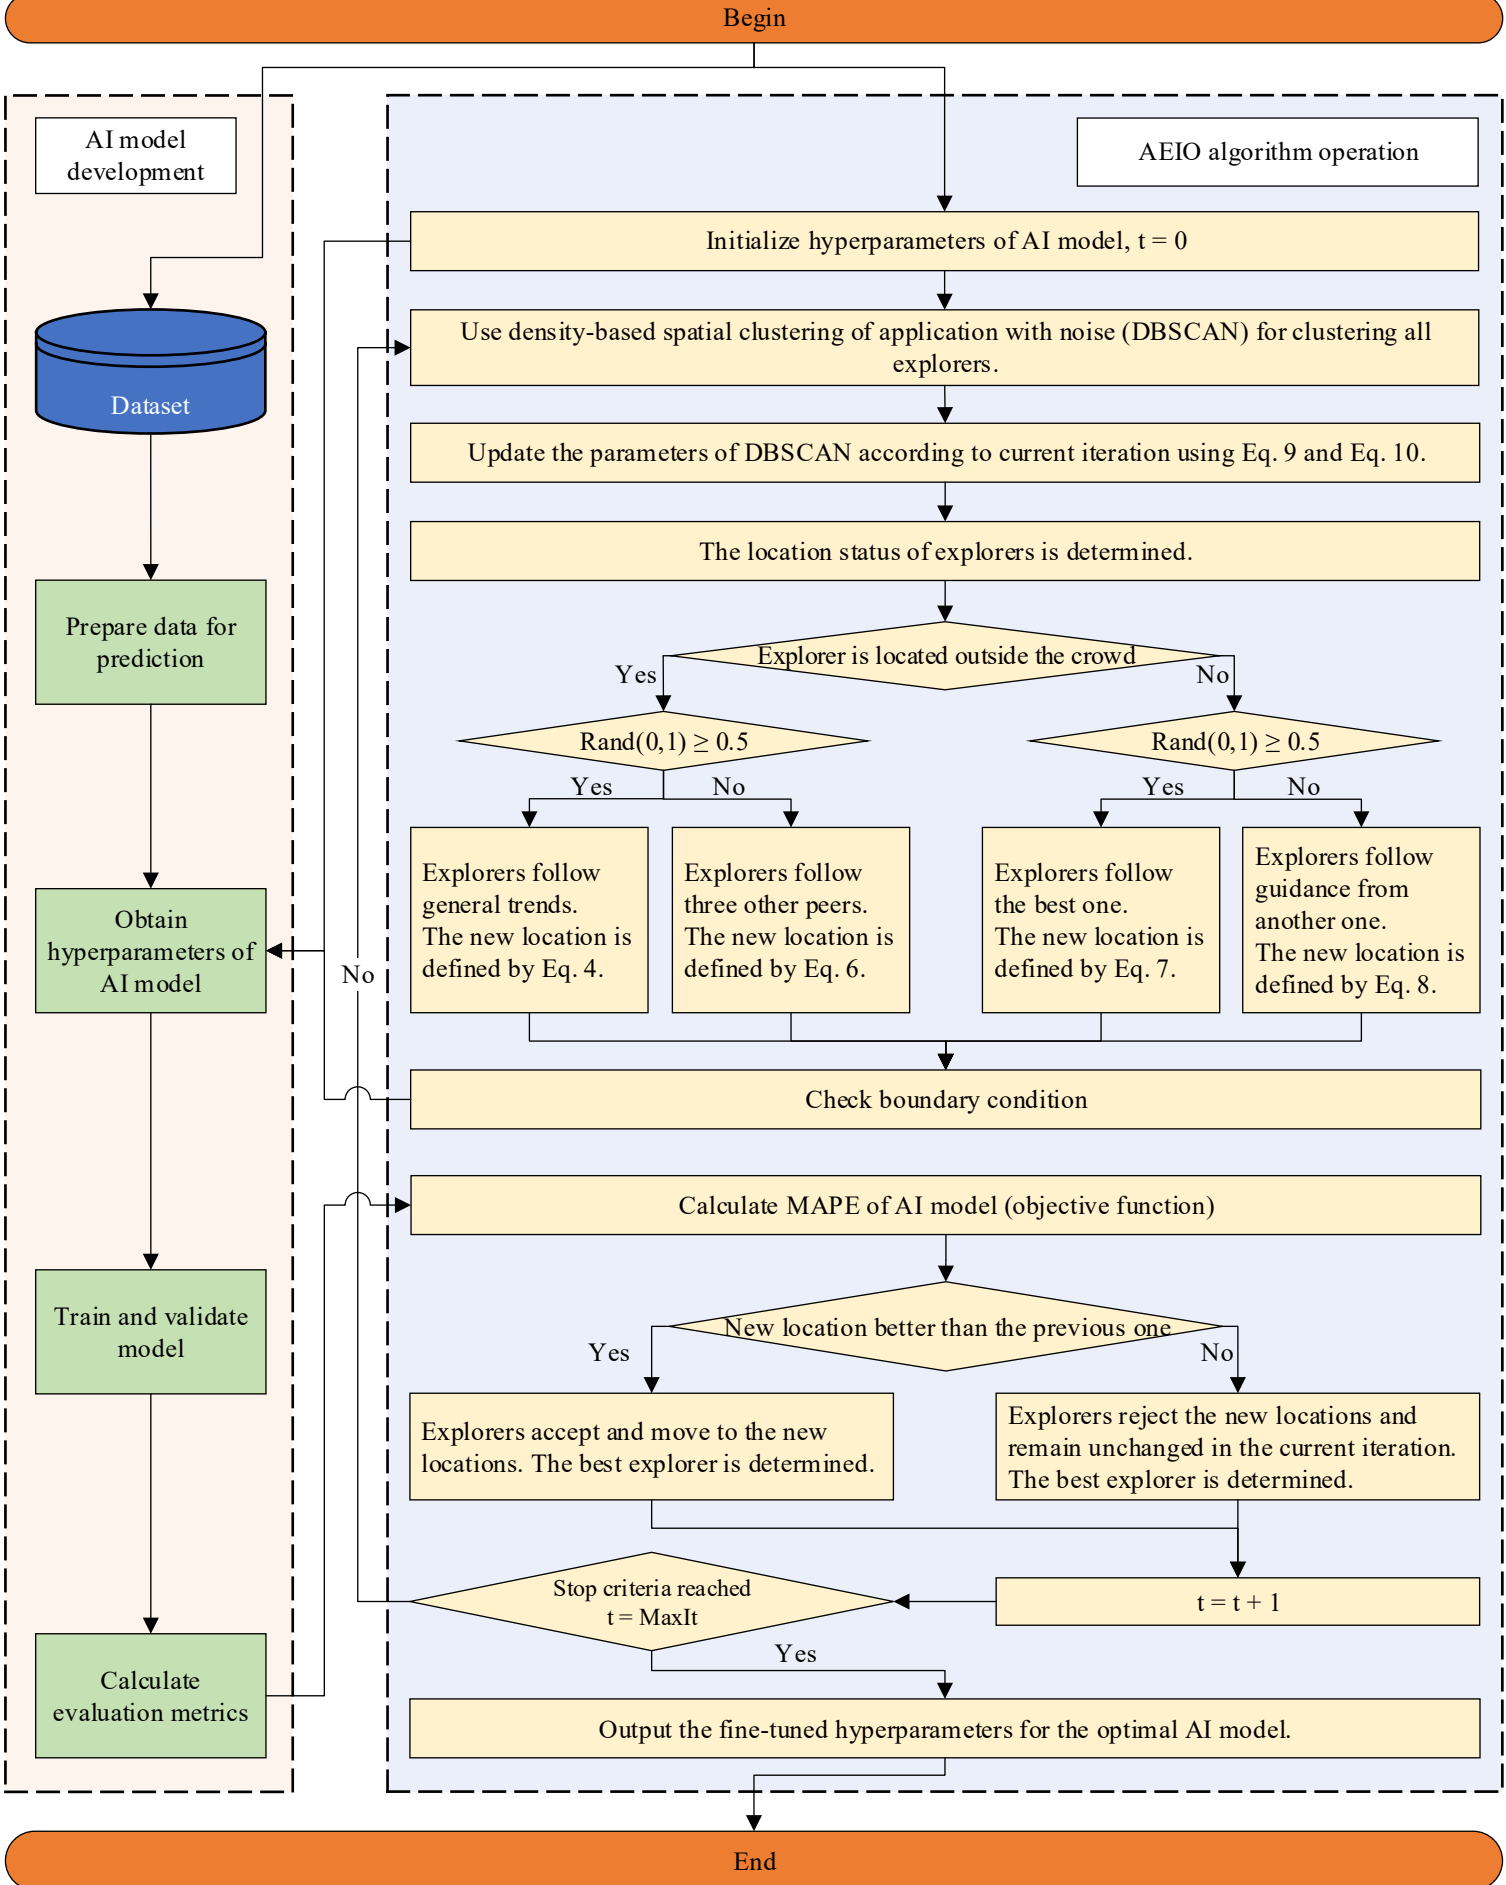 Begin
AI model
development
AEIO algorithm operation
Initialize hyperparameters of AI model, t = 0
Use density-based spatial clustering of application with noise (DBSCAN) for clustering all
explorers.
Dataset
Update the parameters of DBSCAN according to current iteration using Eq. 9 and Eq. 10.
The location status of explorers is determined.
Prepare data for
prediction
Explorer is located outside the crowd
Yes
No
Rand(0,1) ≥ 0.5
Rand(0,1) ≥ 0.5
Yes
No
Yes
No
Explorers follow
general trends.
The new location is
defined by Eq. 4.
Explorers follow
three other peers.
The new location is
defined by Eq. 6.
Explorers follow
the best one.
The new location is
defined by Eq. 7.
Explorers follow
guidance from
another one.
The new location is
defined by Eq. 8.
Obtain
hyperparameters of
AI model
No
Check boundary condition
Calculate MAPE of AI model (objective function)
Train and validate
model
New location better than the previous one
Yes
No
Explorers accept and move to the new
locations. The best explorer is determined.
Explorers reject the new locations and
remain unchanged in the current iteration.
The best explorer is determined.
Stop criteria reached
t = MaxIt
t = t + 1
Yes
Calculate
evaluation metrics
Output the fine-tuned hyperparameters for the optimal AI model.
End